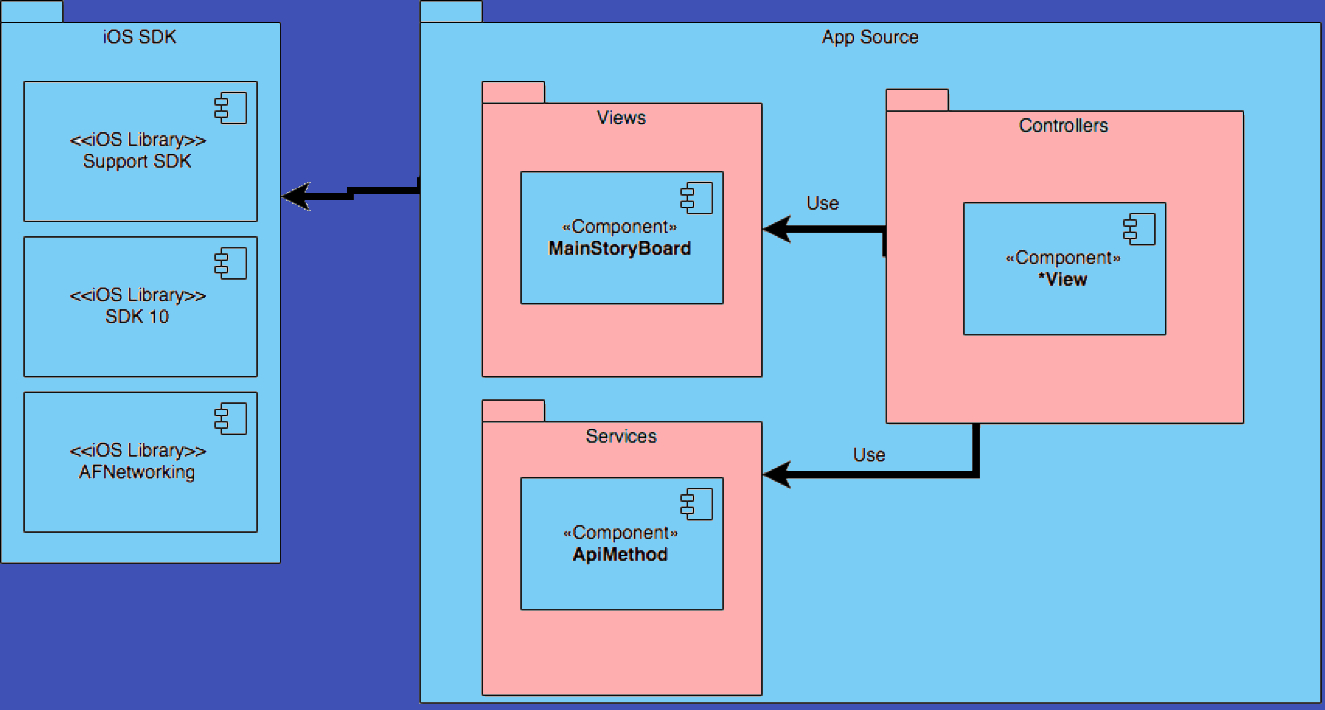 iOS SDK
<<iOS Library>>
Support SDK
<<iOS Library>>
SDK 10
<<iOS Library>>
AFNetworking
App Source
Views
«Component»
MainStoryBoard
Use
Controllers
«Component»
*View
Services
«Component»
ApiMethod
Use